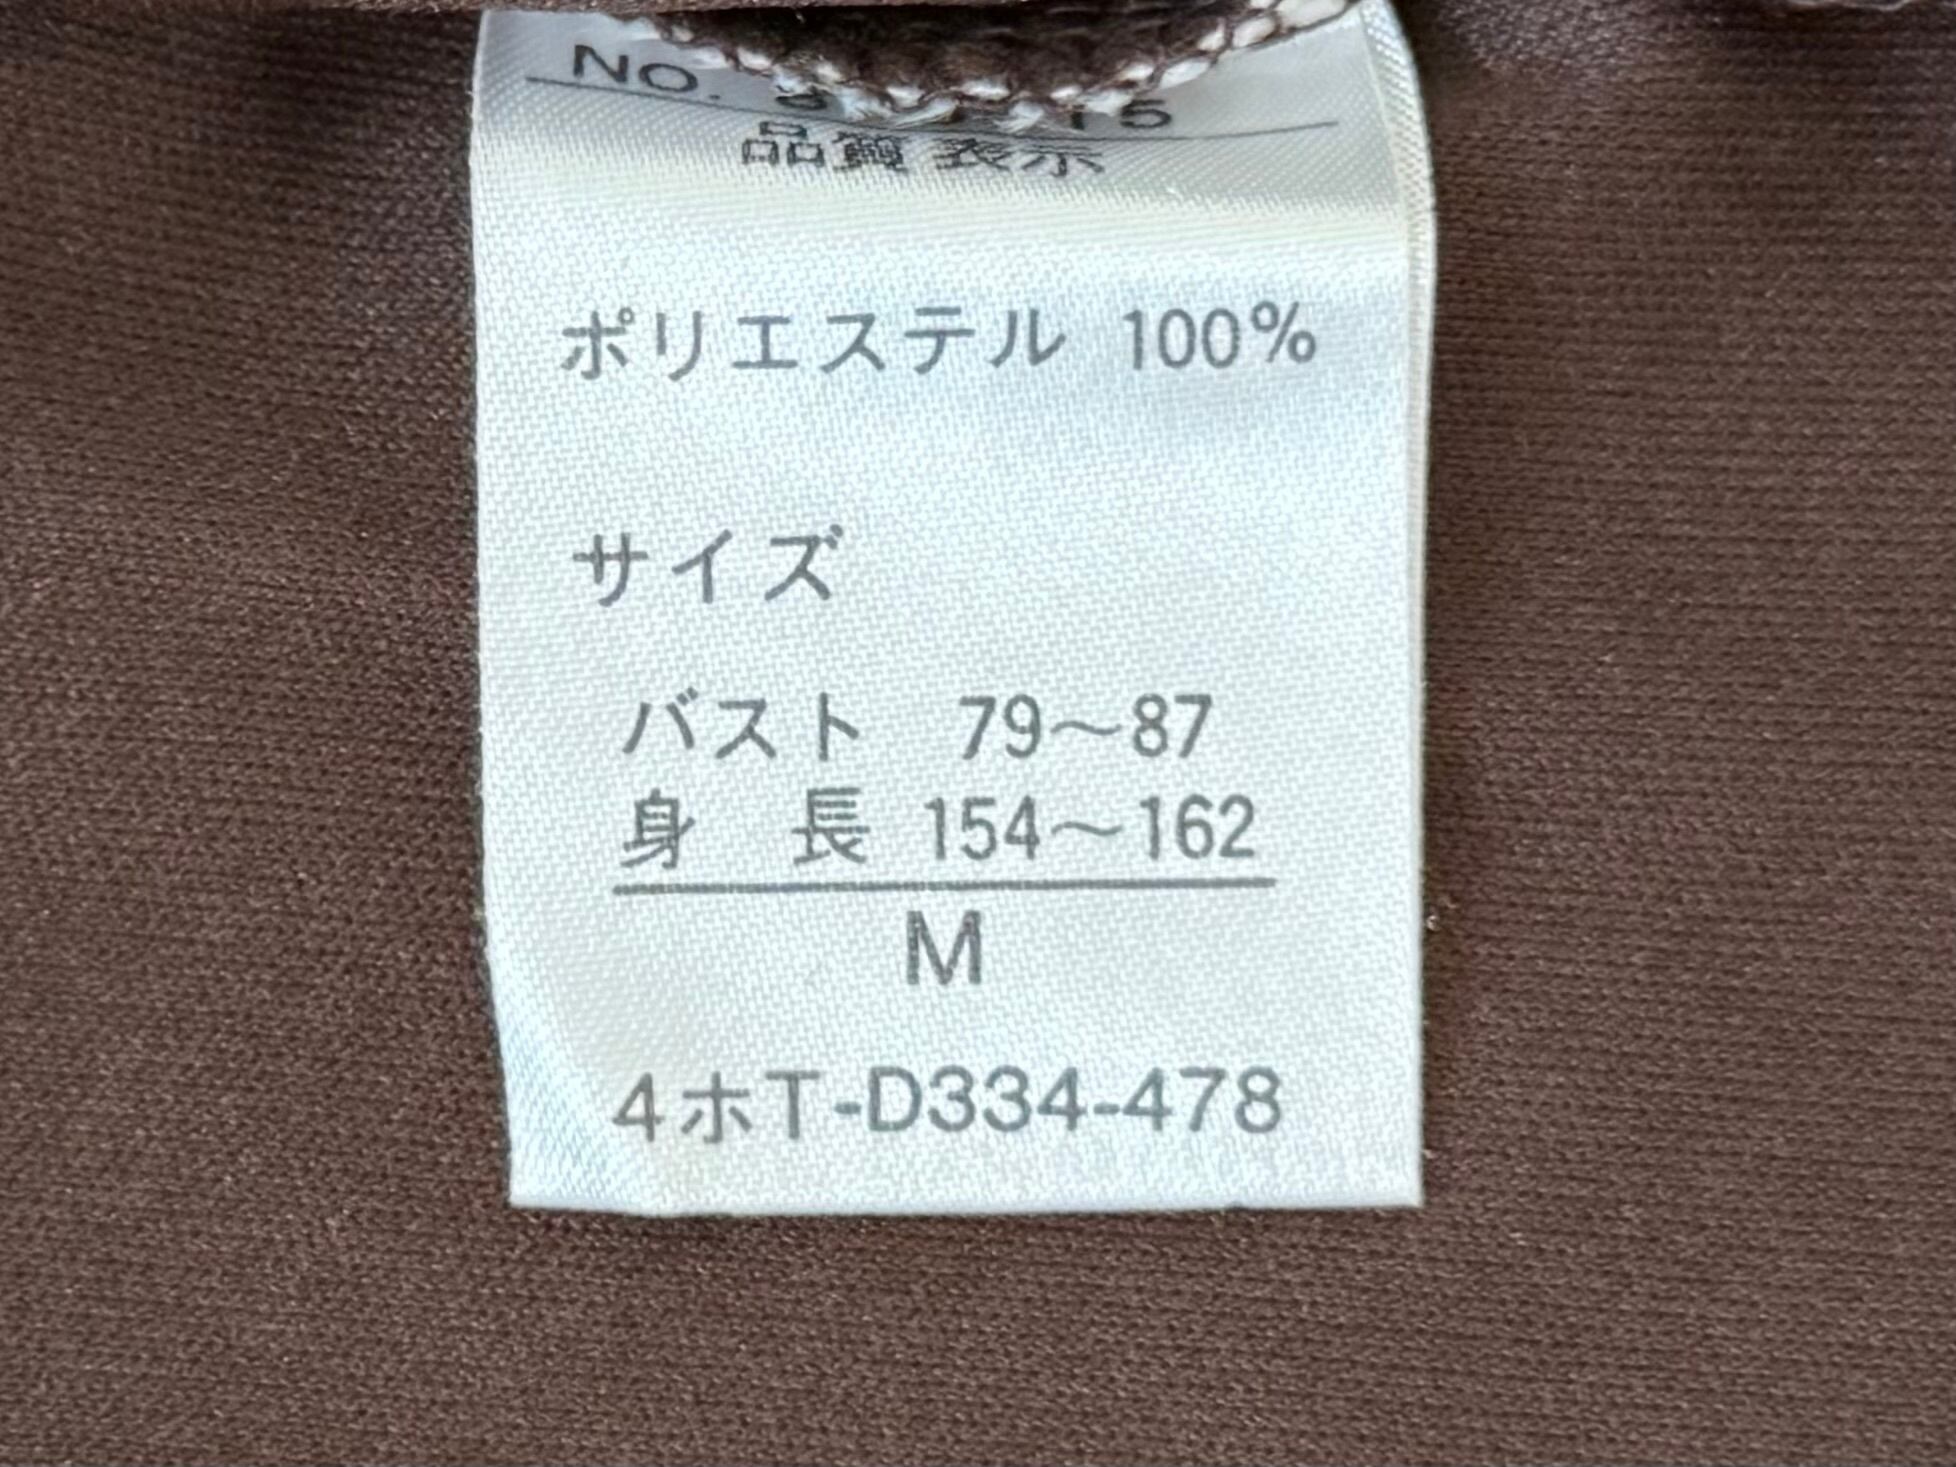 NO.
品質表示
ポリエステル 100%
サイズ
バスト 79～87
身 長 154～162
M
4ホT-D334-478